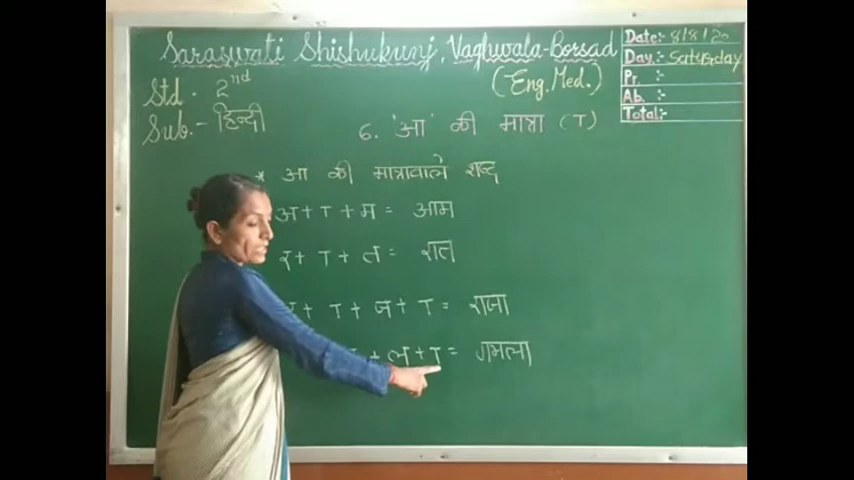 Saraswati Shishukunj, Vaghwala-Borsad
(Eng. Med.)
Date:- 8/8/20
Day:- Saturday
Pr. :-
Ab. :-
Total:-
Std - 2nd
Sub. - हिन्दी
6. 'आ' की मात्रा (ा)
* आ की मात्रावाले शब्द
अ + ा + म = आम
र + ा + त = रात
र + ा + ज + ा = राजा
+ ल + ा = गमला